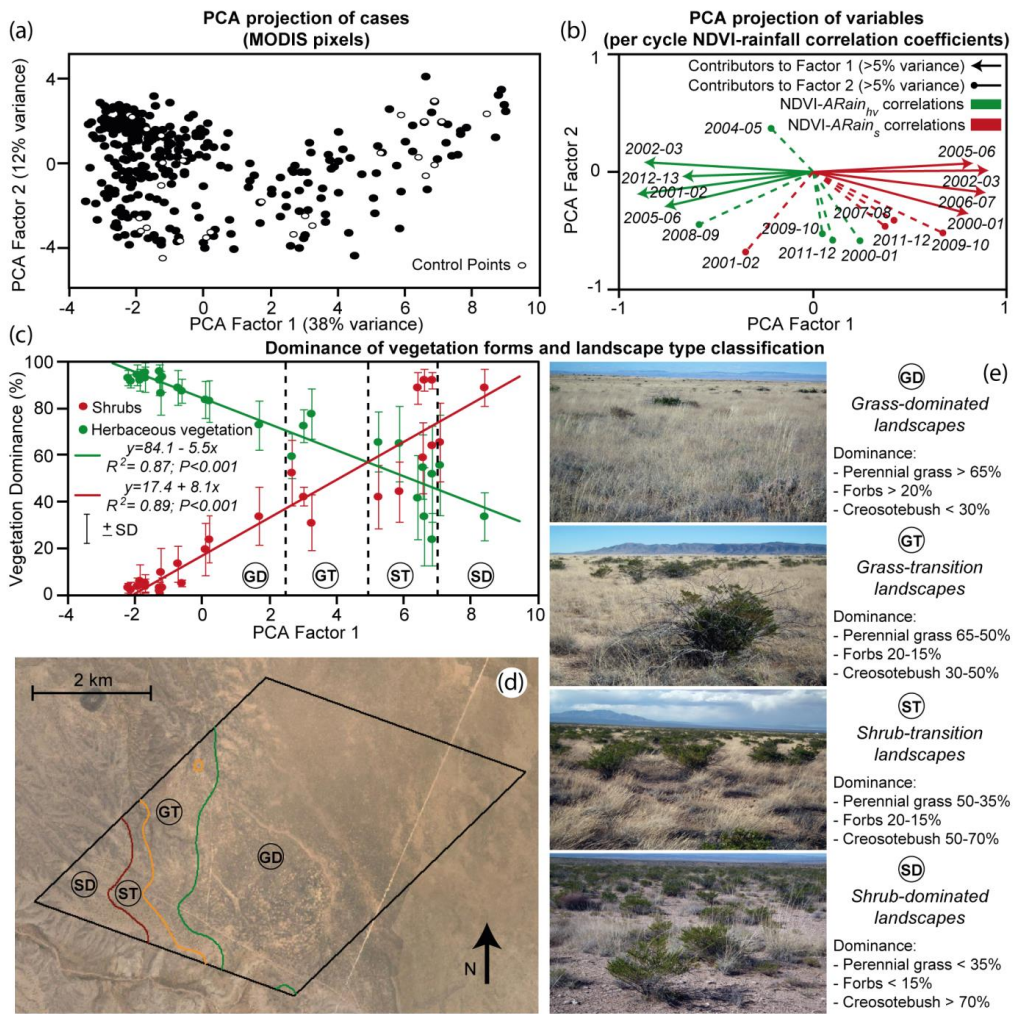 (a)
PCA projection of cases
(MODIS pixels)
PCA Factor 2 (12% variance)
4
0
-4
Control Points
-4
-2
0
2
4
6
8
10
PCA Factor 1 (38% variance)
(b)
PCA projection of variables
(per cycle NDVI-rainfall correlation coefficients)
PCA Factor 2
1
0
-1
Contributors to Factor 1 (>5% variance)
Contributors to Factor 2 (>5% variance)
NDVI-ARain hv correlations
NDVI-ARain s correlations
2004-05
2002-03
2012-13
2001-02
2005-06
2008-09
2001-02
2009-10
2011-12
2000-01
2007-08
2011-12
2009-10
2005-06
2002-03
2006-07
2000-01
-1
0
1
PCA Factor 1
(c)
Dominance of vegetation forms and landscape type classification
Vegetation Dominance (%)
100
80
60
40
20
0
Shrubs
Herbaceous vegetation
y=84.1 - 5.5x
R²= 0.87; P<0.001
y=17.4 + 8.1x
R²= 0.89; P<0.001
± SD
GD
GT
ST
SD
-4
-2
0
2
4
6
8
10
PCA Factor 1
(d)
2 km
GT
GD
SD
ST
N
(e)
GD
Grass-dominated
landscapes
Dominance:
- Perennial grass > 65%
- Forbs > 20%
- Creosotebush < 30%
GT
Grass-transition
landscapes
Dominance:
- Perennial grass 65-50%
- Forbs 20-15%
- Creosotebush 30-50%
ST
Shrub-transition
landscapes
Dominance:
- Perennial grass 50-35%
- Forbs 20-15%
- Creosotebush 50-70%
SD
Shrub-dominated
landscapes
Dominance:
- Perennial grass < 35%
- Forbs < 15%
- Creosotebush > 70%